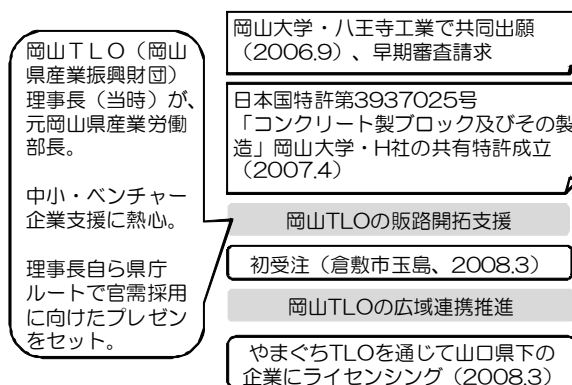 岡山TLO(岡山
県産業振興財団)
理事長(当時)が、
元岡山県産業労働
部長。
中小・ベンチャー
企業支援に熱心。
理事長自ら県庁
ルートで官需採用
に向けたプレゼン
をセット。
岡山大学・八王寺工業で共同出願
(2006.9)、早期審査請求
日本国特許第3937025号
「コンクリート製ブロック及びその製
造」岡山大学・H社の共有特許成立
(2007.4)
岡山TLOの販路開拓支援
初受注(倉敷市玉島、2008.3)
岡山TLOの広域連携推進
やまぐちTLOを通じて山口県下の
企業にライセンシング(2008.3)